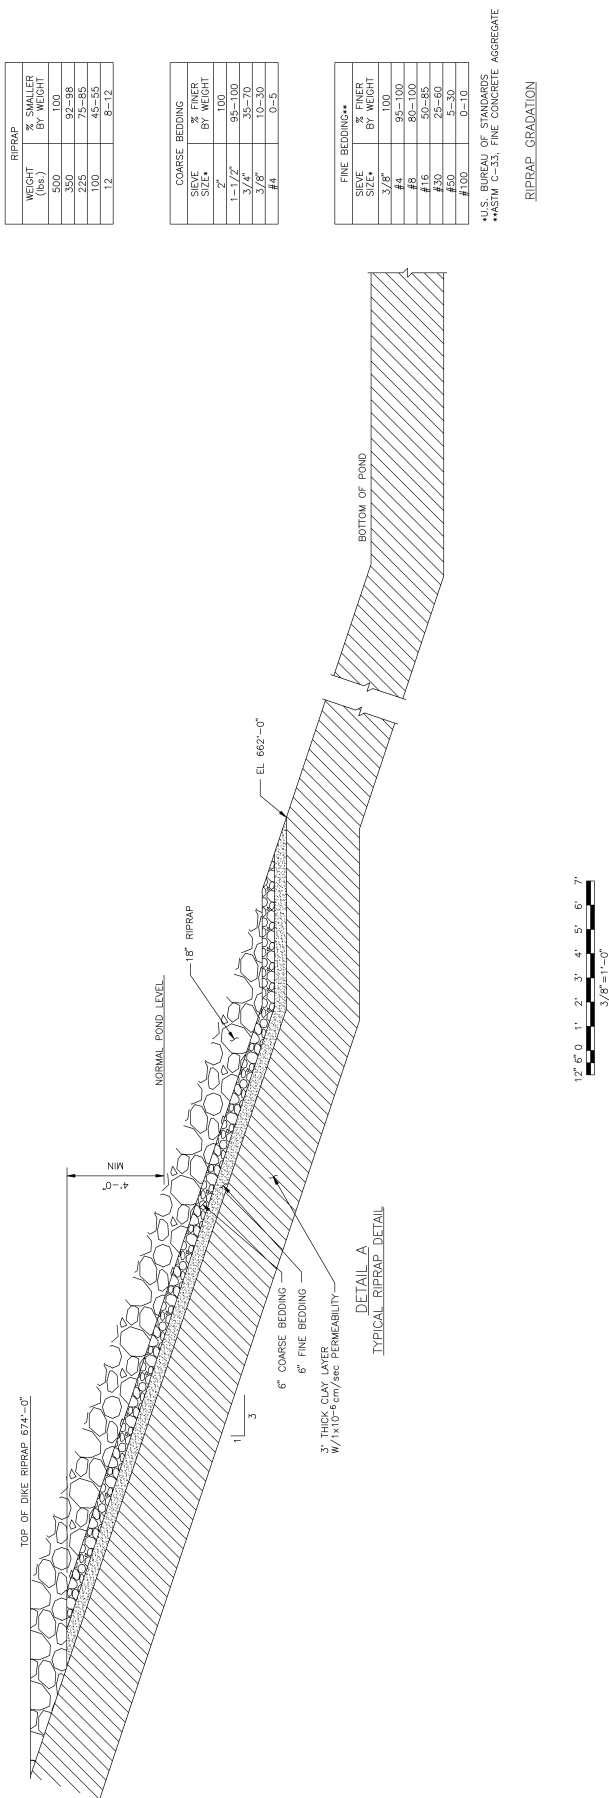 TOP OF DIKE RIPRAP 674'-0"
4'-0"
MIN
NORMAL POND LEVEL
18" RIPRAP
EL 662'-0"
BOTTOM OF POND
1
3
6" COARSE BEDDING
6" FINE BEDDING
3' THICK CLAY LAYER
W/1x10-6 cm/sec PERMEABILITY
DETAIL A
TYPICAL RIPRAP DETAIL
12" 6" 0 1' 2' 3' 4' 5' 6' 7'
3/8"=1'-0"
RIPRAP
WEIGHT (lbs.) % SMALLER BY WEIGHT
500 100
350 92-98
225 75-85
100 45-55
12 8-12
COARSE BEDDING
SIEVE SIZE* % FINER BY WEIGHT
2" 100
1-1/2" 95-100
3/4" 35-70
3/8" 10-30
#4 0-5
FINE BEDDING**
SIEVE SIZE* % FINER BY WEIGHT
3/8" 100
#4 95-100
#8 80-100
#16 50-85
#30 25-60
#50 5-30
#100 0-10
*U.S. BUREAU OF STANDARDS
**ASTM C-33, FINE CONCRETE AGGREGATE
RIPRAP GRADATION